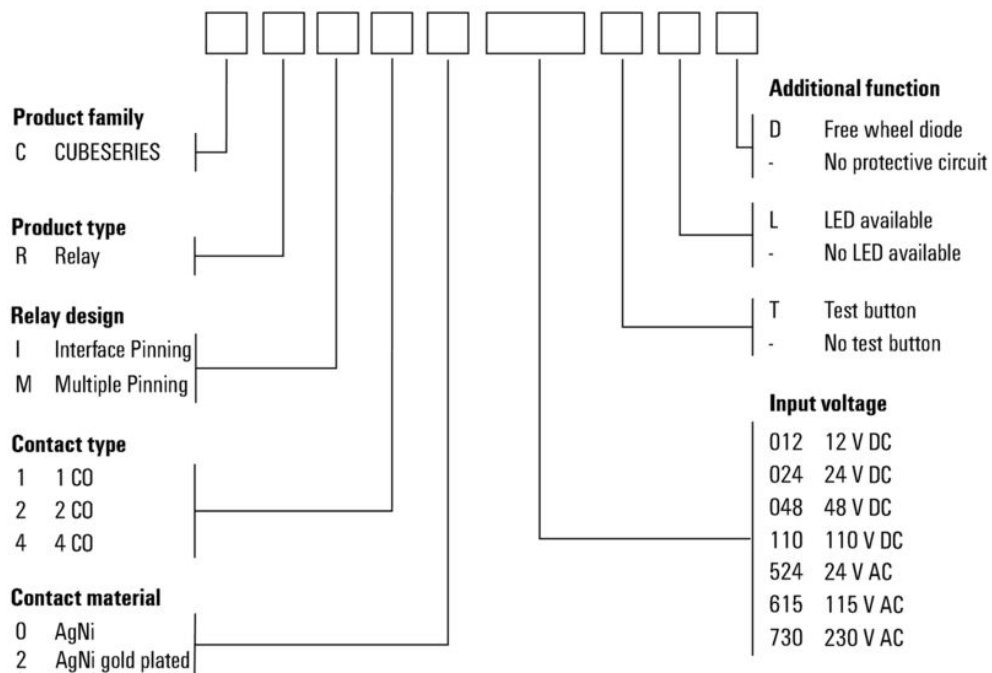 Product family
C CUBESERIES
Product type
R Relay
Relay design
I Interface Pinning
M Multiple Pinning
Contact type
1 1 CO
2 2 CO
4 4 CO
Contact material
0 AgNi
2 AgNi gold plated
Additional function
D Free wheel diode
- No protective circuit
L LED available
- No LED available
T Test button
- No test button
Input voltage
012 12 V DC
024 24 V DC
048 48 V DC
110 110 V DC
524 24 V AC
615 115 V AC
730 230 V AC